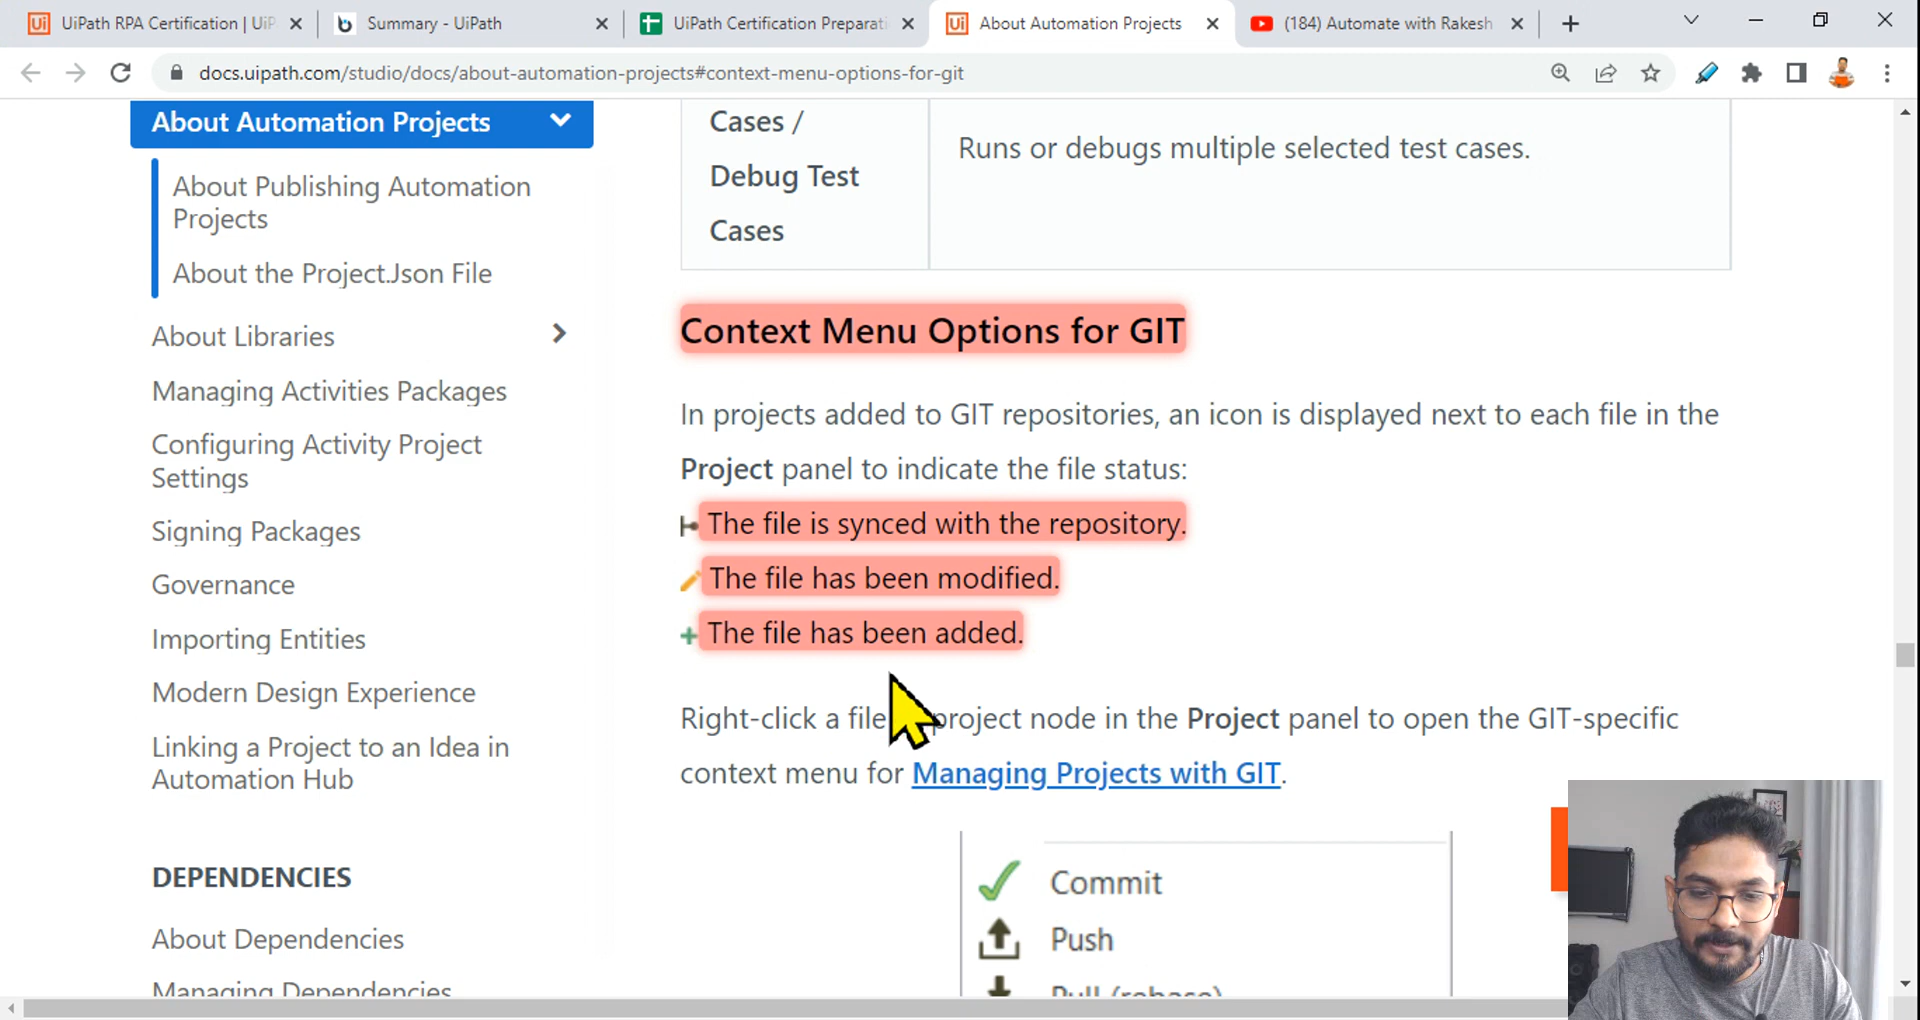 UiPath RPA Certification | UiP
Summary - UiPath
UiPath Certification Preparati
About Automation Projects
(184) Automate with Rakesh
docs.uipath.com/studio/docs/about-automation-projects#context-menu-options-for-git
About Automation Projects
About Publishing Automation
Projects
About the Project.Json File
About Libraries
Managing Activities Packages
Configuring Activity Project
Settings
Signing Packages
Governance
Importing Entities
Modern Design Experience
Linking a Project to an Idea in
Automation Hub
DEPENDENCIES
About Dependencies
Managing Dependencies
Cases /
Debug Test
Cases
Runs or debugs multiple selected test cases.
Context Menu Options for GIT
In projects added to GIT repositories, an icon is displayed next to each file in the
Project panel to indicate the file status:
The file is synced with the repository.
The file has been modified.
The file has been added.
Right-click a file project node in the Project panel to open the GIT-specific
context menu for Managing Projects with GIT.
Commit
Push
Pull (rebase)